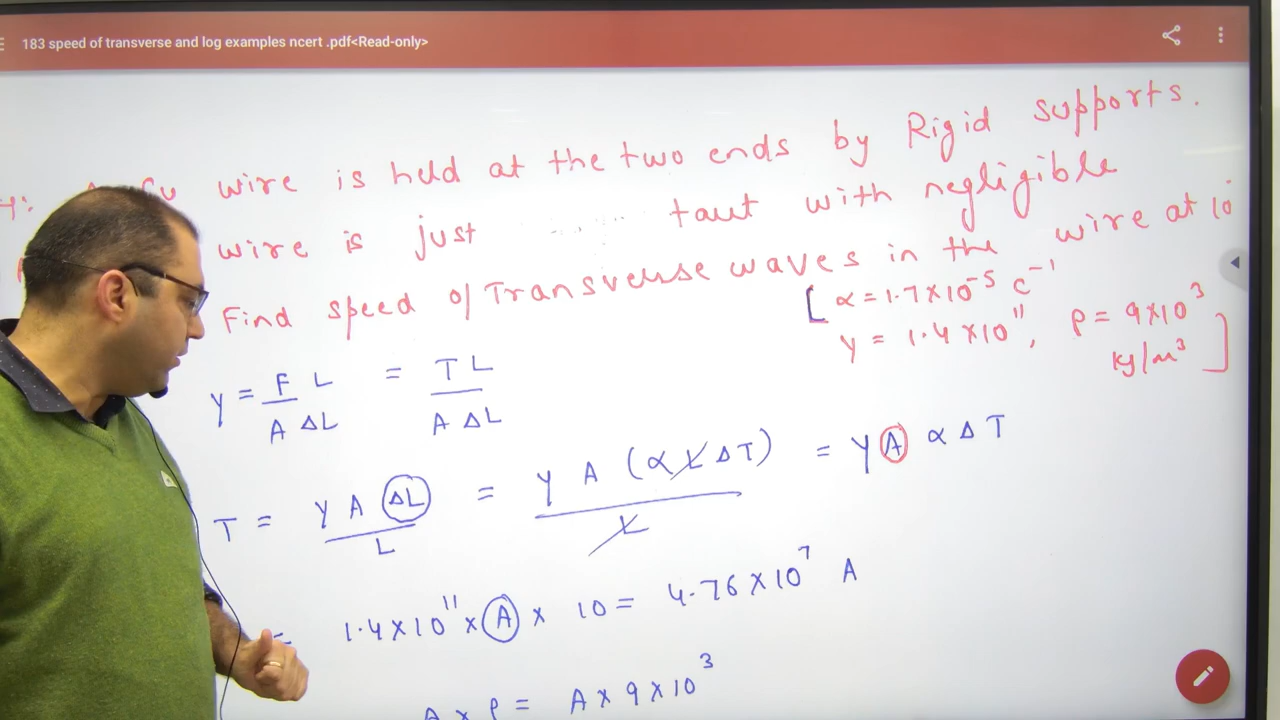 183 speed of transverse and log examples ncert .pdf<Read-only>
Cu wire is held at the two ends by Rigid supports.
wire is just taut with negligible
Find speed of Transverse waves in the wire at 10
[ α = 1.7 × 10⁻⁵ c⁻¹
y = 1.4 × 10¹¹, ρ = 9 × 10³ kg/m³ ]
y = F L / A ΔL = T L / A ΔL
T = Y A ΔL / L = Y A (α L ΔT) / L = Y A α Δ T
= 1.4 × 10¹¹ × A × 10 = 4.76 × 10⁷ A
A × ρ = A × 9 × 10³